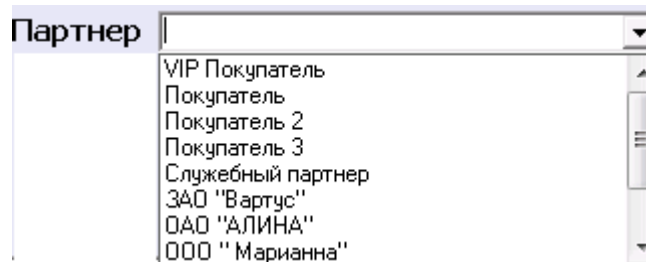 Партнер
VIP Покупатель
Покупатель
Покупатель 2
Покупатель 3
Служебный партнер
ЗАО "Вартус"
ОАО "АЛИНА"
ООО " Марианна"